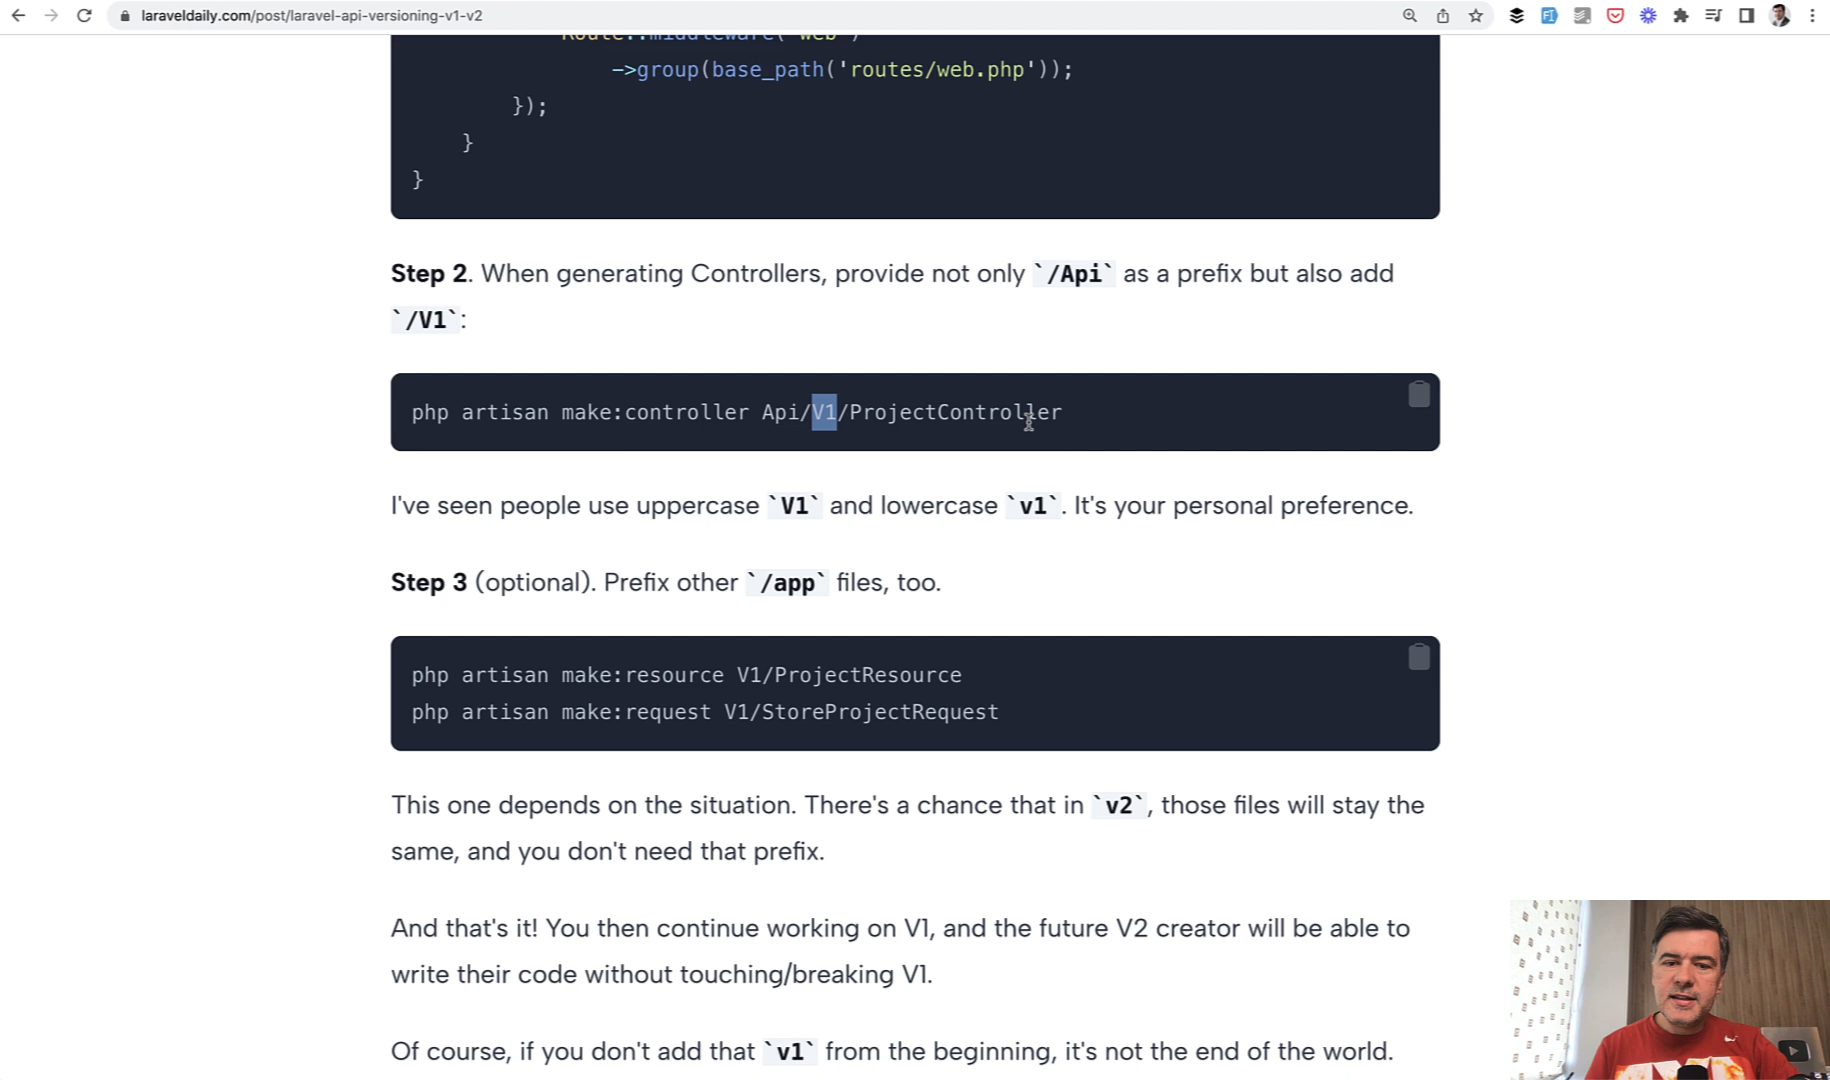 laraveldaily.com/post/laravel-api-versioning-v1-v2
Route::middleware('web')
->group(base_path('routes/web.php'));
});
}
}
Step 2. When generating Controllers, provide not only `/Api` as a prefix but also add
`/V1`:
php artisan make:controller Api/V1/ProjectController
I've seen people use uppercase `V1` and lowercase `v1`. It's your personal preference.
Step 3 (optional). Prefix other `/app` files, too.
php artisan make:resource V1/ProjectResource
php artisan make:request V1/StoreProjectRequest
This one depends on the situation. There's a chance that in `v2`, those files will stay the
same, and you don't need that prefix.
And that's it! You then continue working on V1, and the future V2 creator will be able to
write their code without touching/breaking V1.
Of course, if you don't add that `v1` from the beginning, it's not the end of the world.